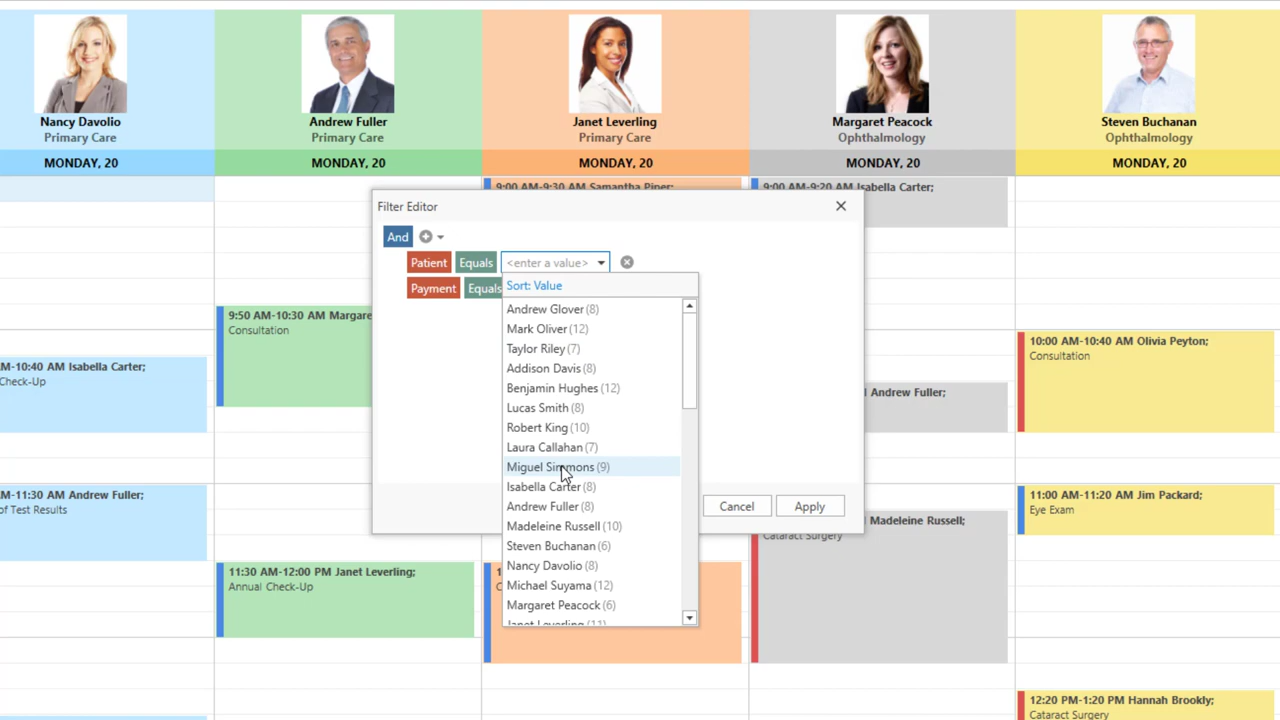 Nancy Davolio
Primary Care
MONDAY, 20
Andrew Fuller
Primary Care
MONDAY, 20
Janet Leverling
Primary Care
MONDAY, 20
Margaret Peacock
Ophthalmology
MONDAY, 20
Steven Buchanan
Ophthalmology
MONDAY, 20
9:00 AM-9:30 AM Samantha Piper;
9:00 AM-9:20 AM Isabella Carter;
Filter Editor
And
Patient Equals <enter a value>
Payment Equals
Sort: Value
Andrew Glover (8)
Mark Oliver (12)
Taylor Riley (7)
Addison Davis (8)
Benjamin Hughes (12)
Lucas Smith (8)
Robert King (10)
Laura Callahan (7)
Miguel Simmons (9)
Isabella Carter (8)
Andrew Fuller (8)
Madeleine Russell (10)
Steven Buchanan (6)
Nancy Davolio (8)
Michael Suyama (12)
Margaret Peacock (6)
Janet Leverling (11)
Cancel
Apply
M-10:40 AM Isabella Carter;
Check-Up
M-11:30 AM Andrew Fuller;
of Test Results
9:50 AM-10:30 AM Margare
Consultation
11:30 AM-12:00 PM Janet Leverling;
Annual Check-Up
Andrew Fuller;
Madeleine Russell;
Cataract Surgery
10:00 AM-10:40 AM Olivia Peyton;
Consultation
11:00 AM-11:20 AM Jim Packard;
Eye Exam
12:20 PM-1:20 PM Hannah Brookly;
Cataract Surgery